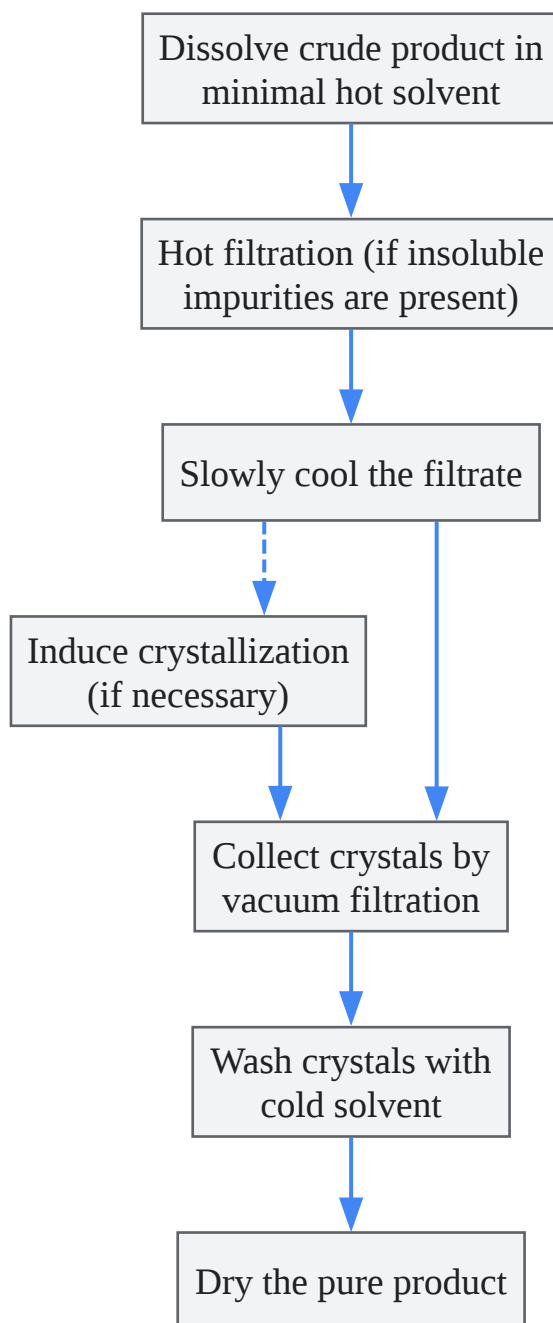 Dissolve crude product in
minimal hot solvent
Hot filtration (if insoluble
impurities are present)
Slowly cool the filtrate
Induce crystallization
(if necessary)
Collect crystals by
vacuum filtration
Wash crystals with
cold solvent
Dry the pure product